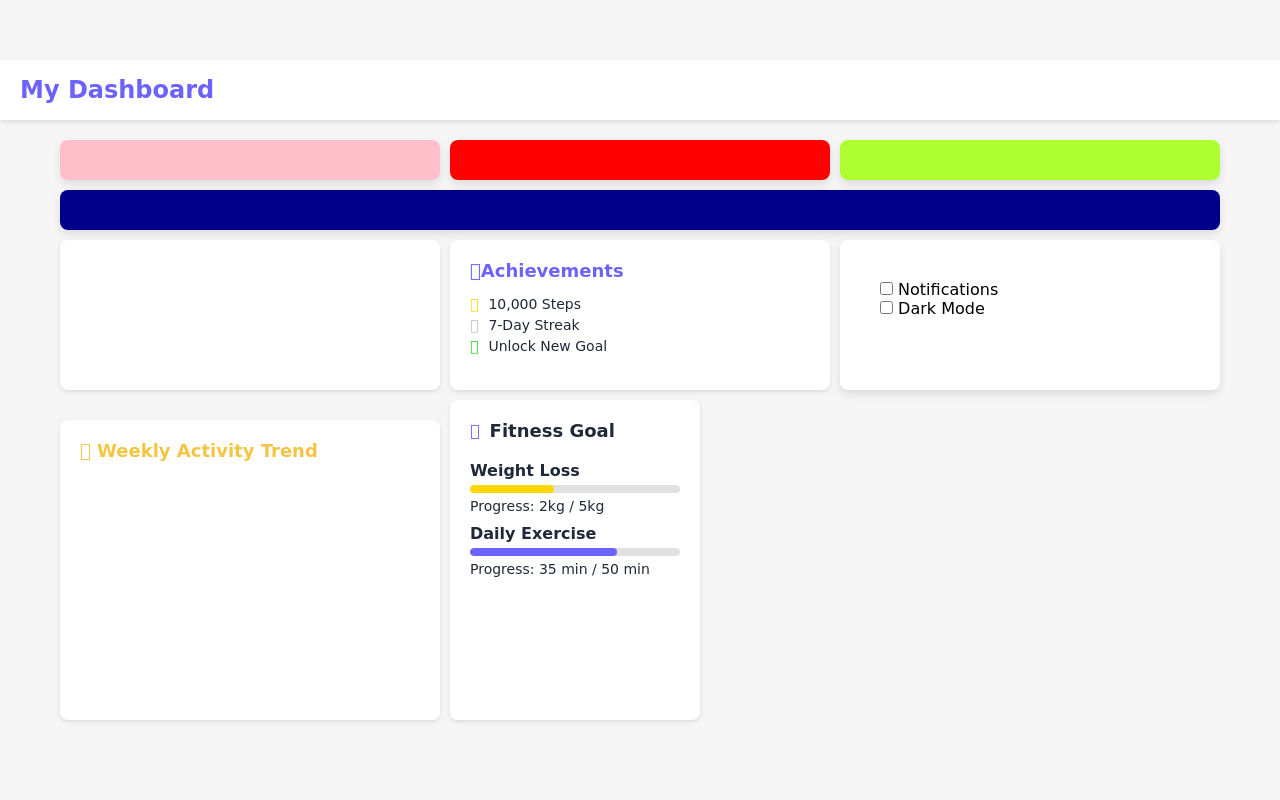 My Dashboard
Achievements
10,000 Steps
7-Day Streak
Unlock New Goal
Notifications
Dark Mode
Weekly Activity Trend
Fitness Goal
Weight Loss
Progress: 2kg / 5kg
Daily Exercise
Progress: 35 min / 50 min